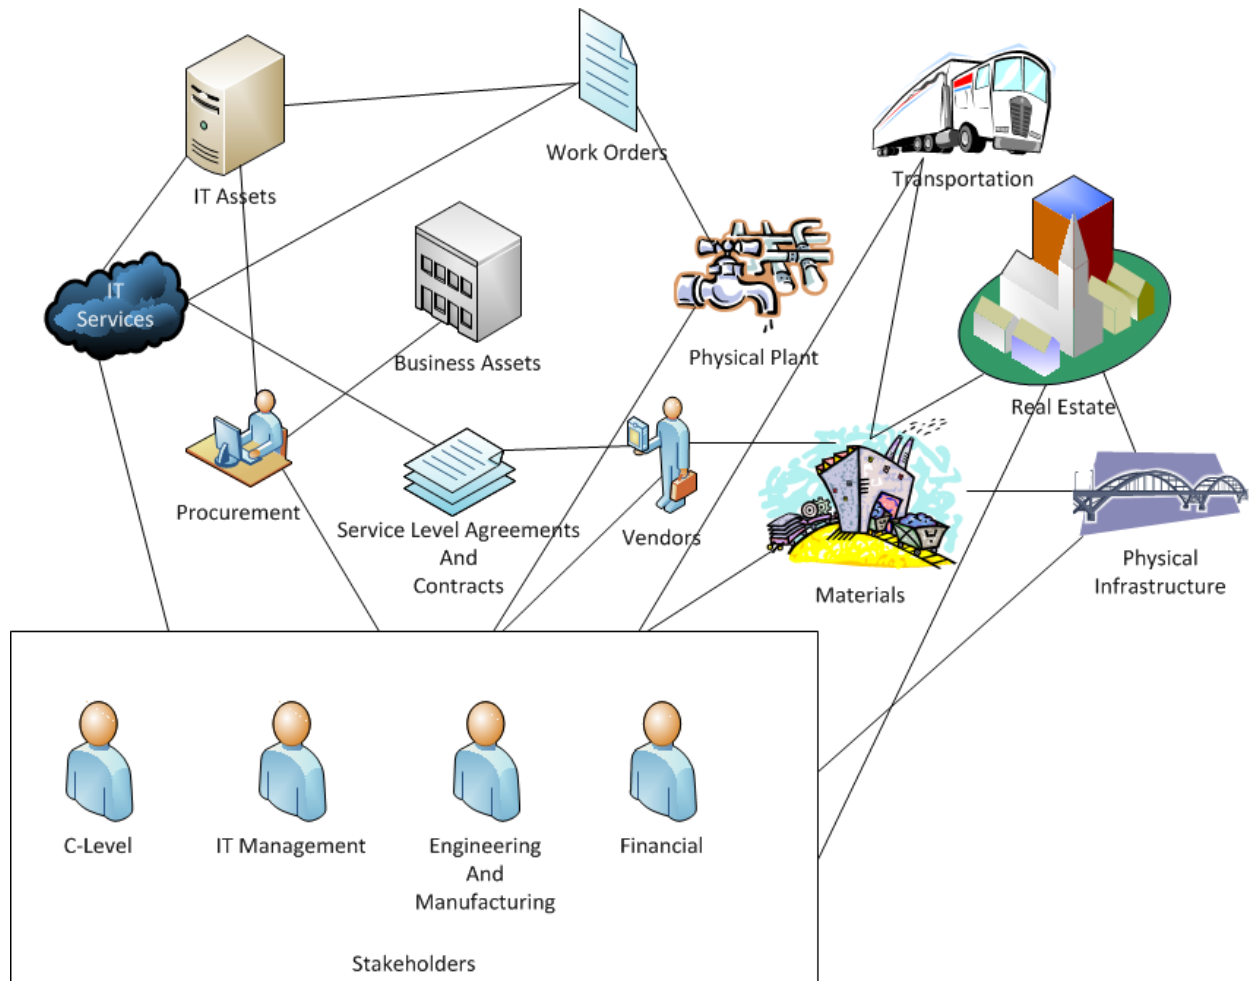 Work Orders
IT Assets
Transportation
IT
Services
Business Assets
Physical Plant
Real Estate
Procurement
Service Level Agreements
And
Contracts
Vendors
Materials
Physical
Infrastructure
C-Level
IT Management
Engineering
And
Manufacturing
Financial
Stakeholders